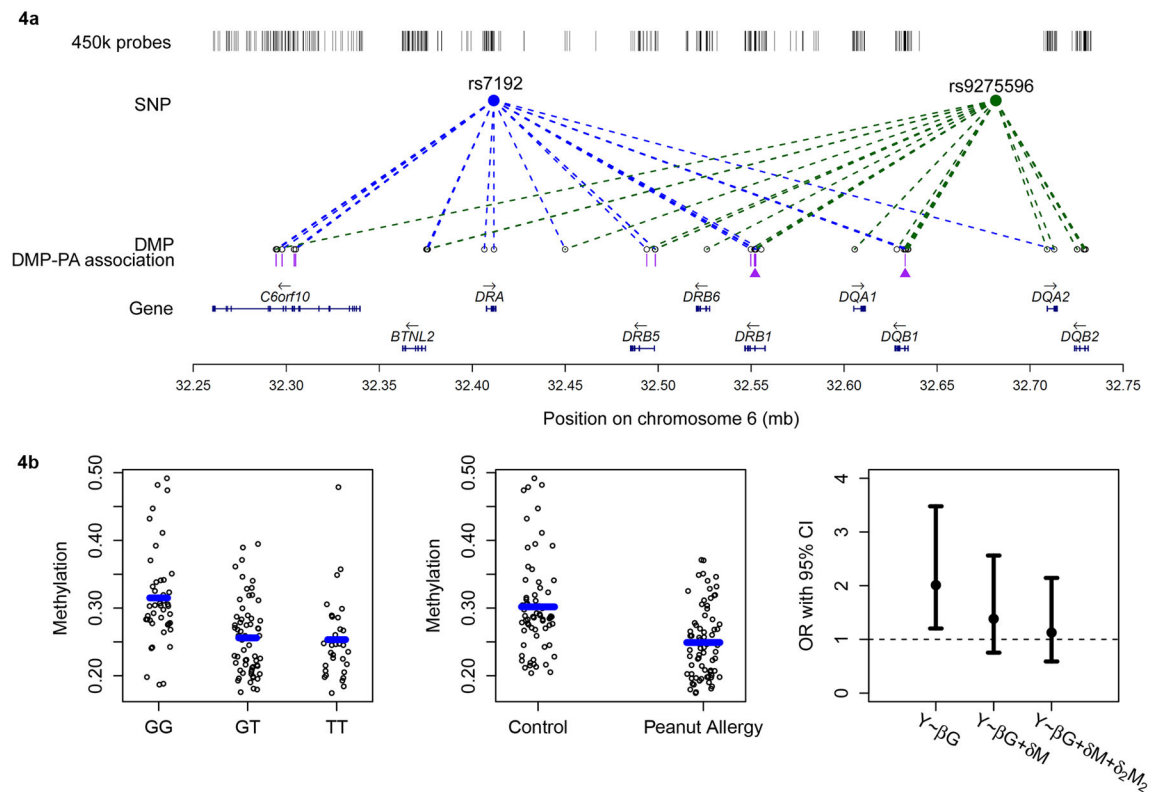 4a
450k probes
SNP
rs7192
rs9275596
DMP
DMP-PA association
Gene
C6orf10
DRA
DRB6
DQA1
DQA2
BTNL2
DRB5
DRB1
DQB1
DQB2
32.25 32.30 32.35 32.40 32.45 32.50 32.55 32.60 32.65 32.70 32.75
Position on chromosome 6 (mb)
4b
Methylation
0.50
0.40
0.30
0.20
GG GT TT
Methylation
0.50
0.40
0.30
0.20
Control Peanut Allergy
OR with 95% CI
4
3
2
1
0
Y~βG
Y~βG+δM
Y~βG+δM+δ₂M₂